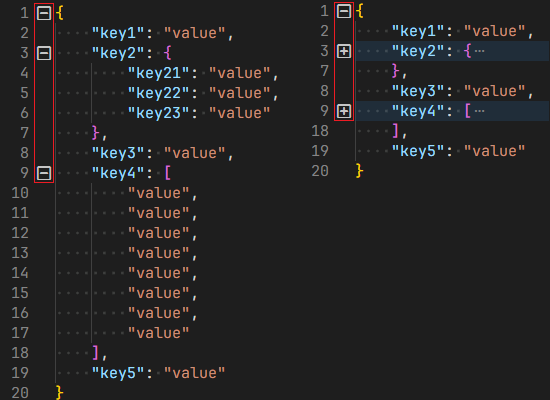 1 {
2 "key1": "value",
3 "key2": {
4 "key21": "value",
5 "key22": "value",
6 "key23": "value"
7 },
8 "key3": "value",
9 "key4": [
10 "value",
11 "value",
12 "value",
13 "value",
14 "value",
15 "value",
16 "value",
17 "value"
18 ],
19 "key5": "value"
20 }
1 {
2 "key1": "value",
3 "key2": {⋯
7 },
8 "key3": "value",
9 "key4": [⋯
18 ],
19 "key5": "value"
20 }